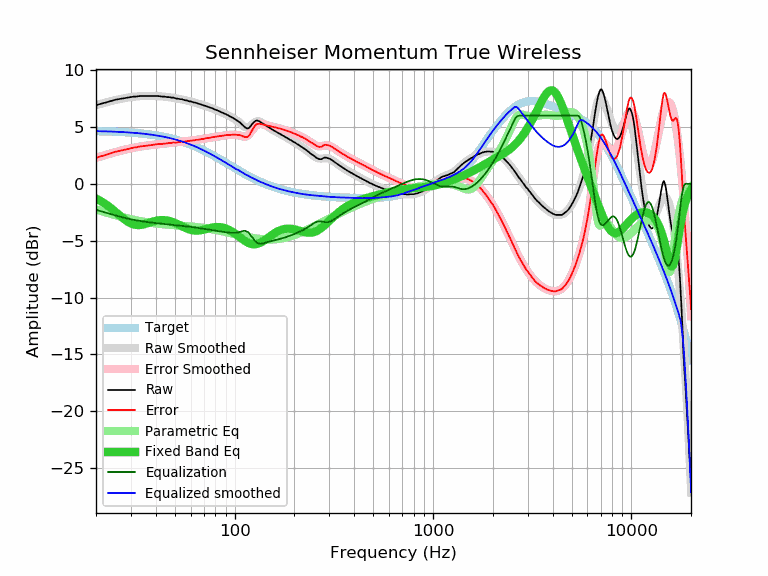 Sennheiser Momentum True Wireless
10
5
0
−5
−10
−15
−20
−25
Amplitude (dBr)
Target
Raw Smoothed
Error Smoothed
Raw
Error
Parametric Eq
Fixed Band Eq
Equalization
Equalized smoothed
100
1000
10000
Frequency (Hz)